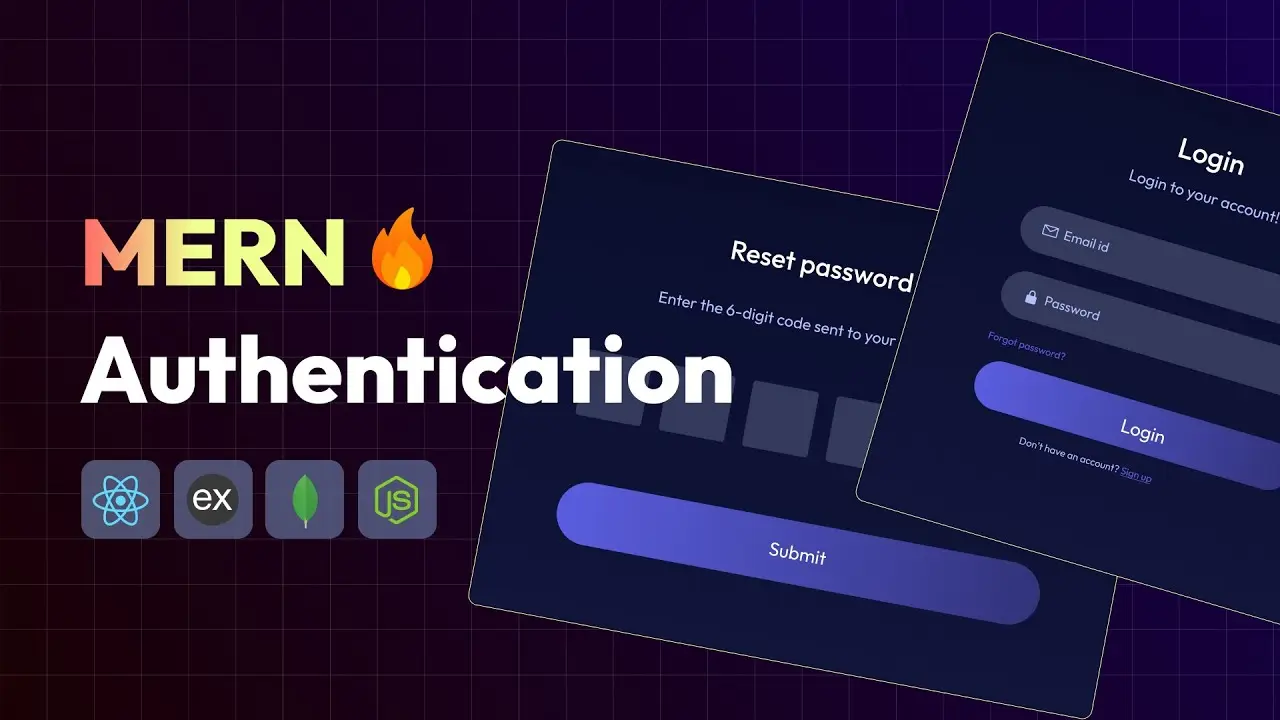 MERN🔥
Authentication
ex
JS
Reset password
Enter the 6-digit code sent to your
Submit
Login
Login to your account!
Email id
Password
Forgot password?
Login
Don't have an account? Sign up